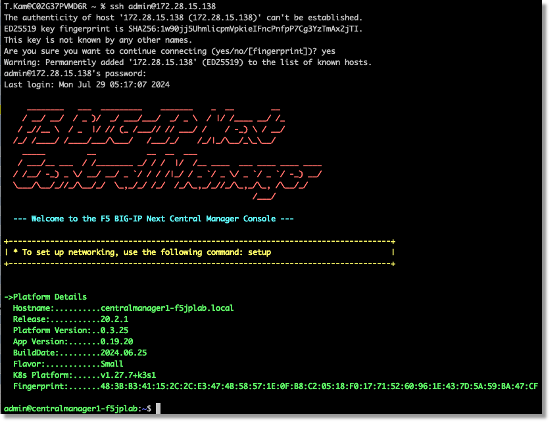 T.Kam@C02G37PVMD6R ~ % ssh admin@172.28.15.138
The authenticity of host '172.28.15.138 (172.28.15.138)' can't be established.
ED25519 key fingerprint is SHA256:1w90jj5UhmlicpmVpkieIFncPnfpP7Cg3YzTmAxZjTI.
This key is not known by any other names.
Are you sure you want to continue connecting (yes/no/[fingerprint])? yes
Warning: Permanently added '172.28.15.138' (ED25519) to the list of known hosts.
admin@172.28.15.138's password:
Last login: Mon Jul 29 05:17:07 2024
--- Welcome to the F5 BIG-IP Next Central Manager Console ---
* To set up networking, use the following command: setup
->Platform Details
Hostname:..........centralmanager1-f5jplab.local
Release:...........20.2.1
Platform Version:..0.3.25
App Version:.......0.19.20
BuildDate:........2024.06.25
Flavor:............Small
K8s Platform:.....v1.27.7+k3s1
Fingerprint:.......48:3B:B3:41:15:2C:2C:E3:47:4B:58:57:1E:0F:B8:C2:05:18:F0:17:71:52:60:96:1E:43:7D:5A:59:BA:47:CF
admin@centralmanager1-f5jplab:~$